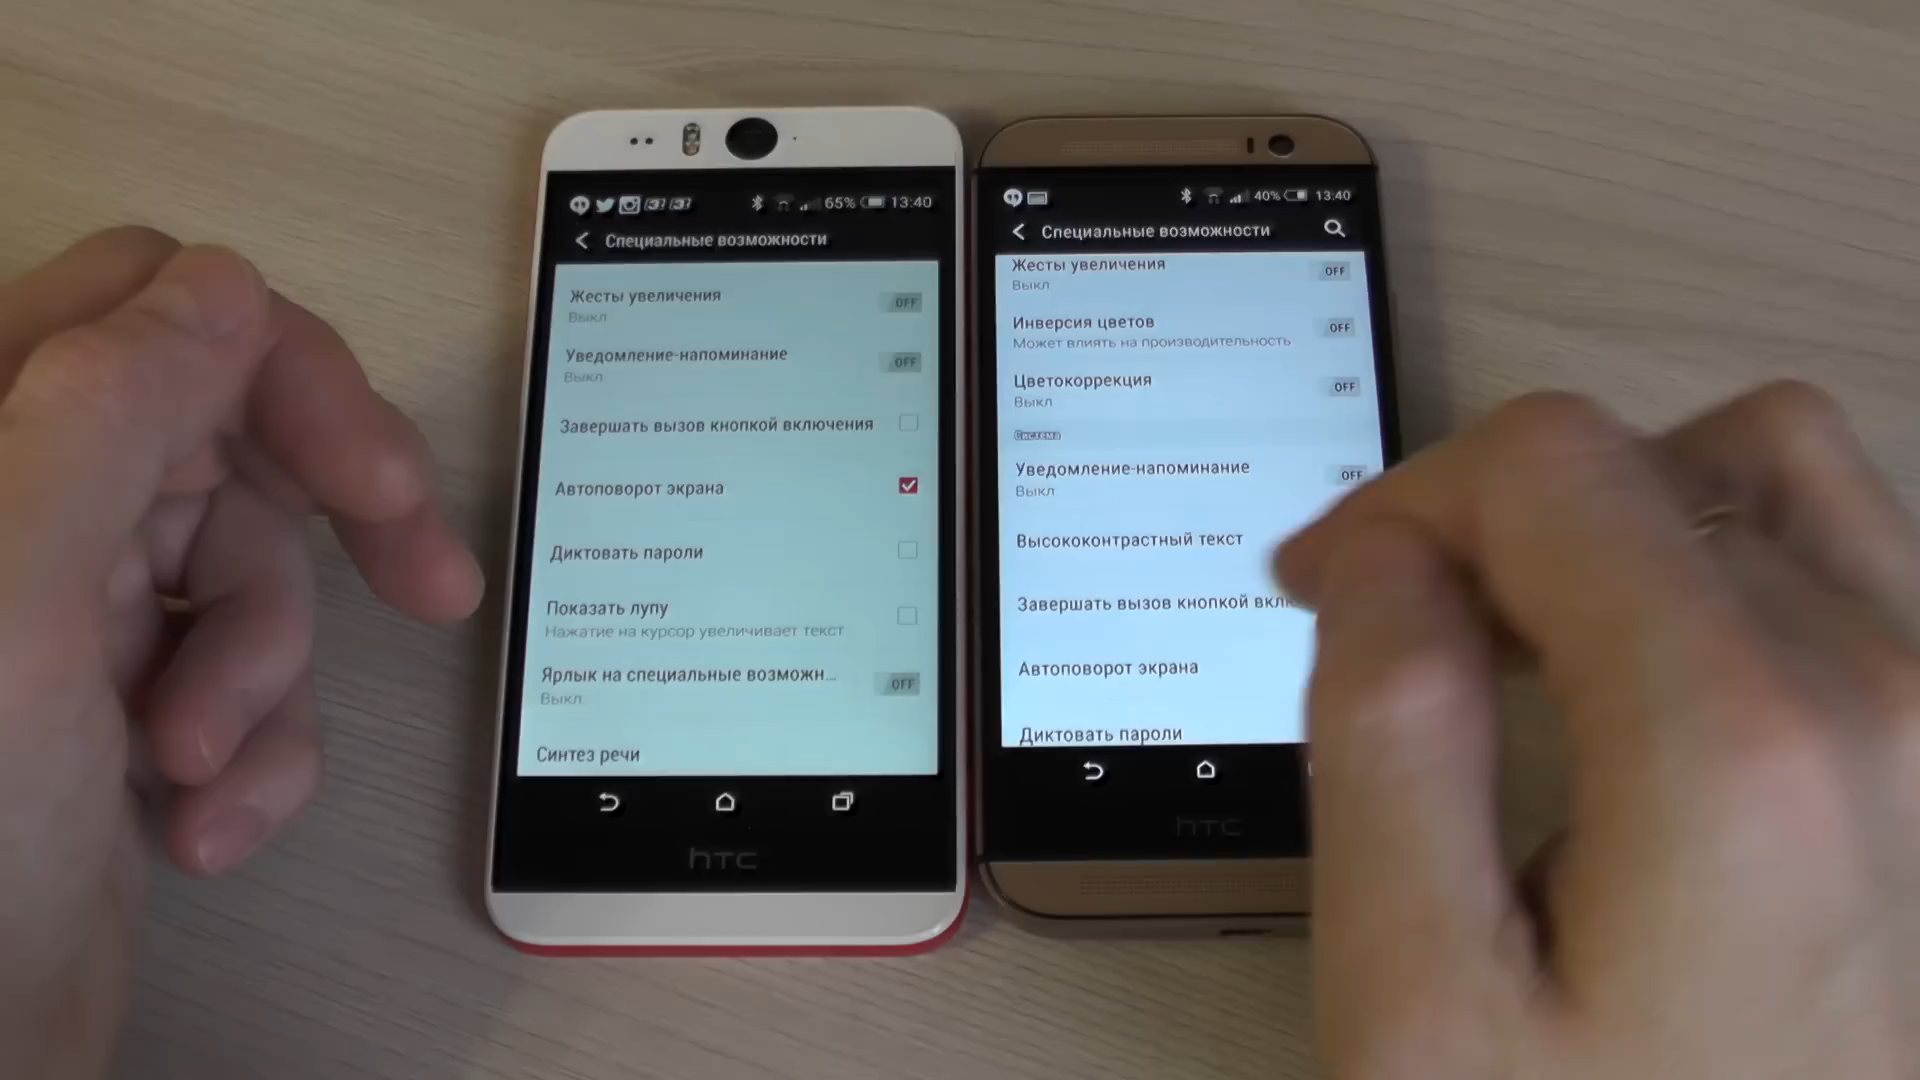 65% 13:40
Специальные возможности
Жесты увеличения
Выкл
OFF
Уведомление-напоминание
Выкл
OFF
Завершать вызов кнопкой включения
Автоповорот экрана
Диктовать пароли
Показать лупу
Нажатие на курсор увеличивает текст
Ярлык на специальные возможн...
Выкл
OFF
Синтез речи
hTC
40% 13:40
Специальные возможности
Жесты увеличения
Выкл
OFF
Инверсия цветов
Может влиять на производительность
OFF
Цветокоррекция
Выкл
OFF
Система
Уведомление-напоминание
Выкл
OFF
Высококонтрастный текст
Завершать вызов кнопкой вкл
Автоповорот экрана
Диктовать пароли
hTC